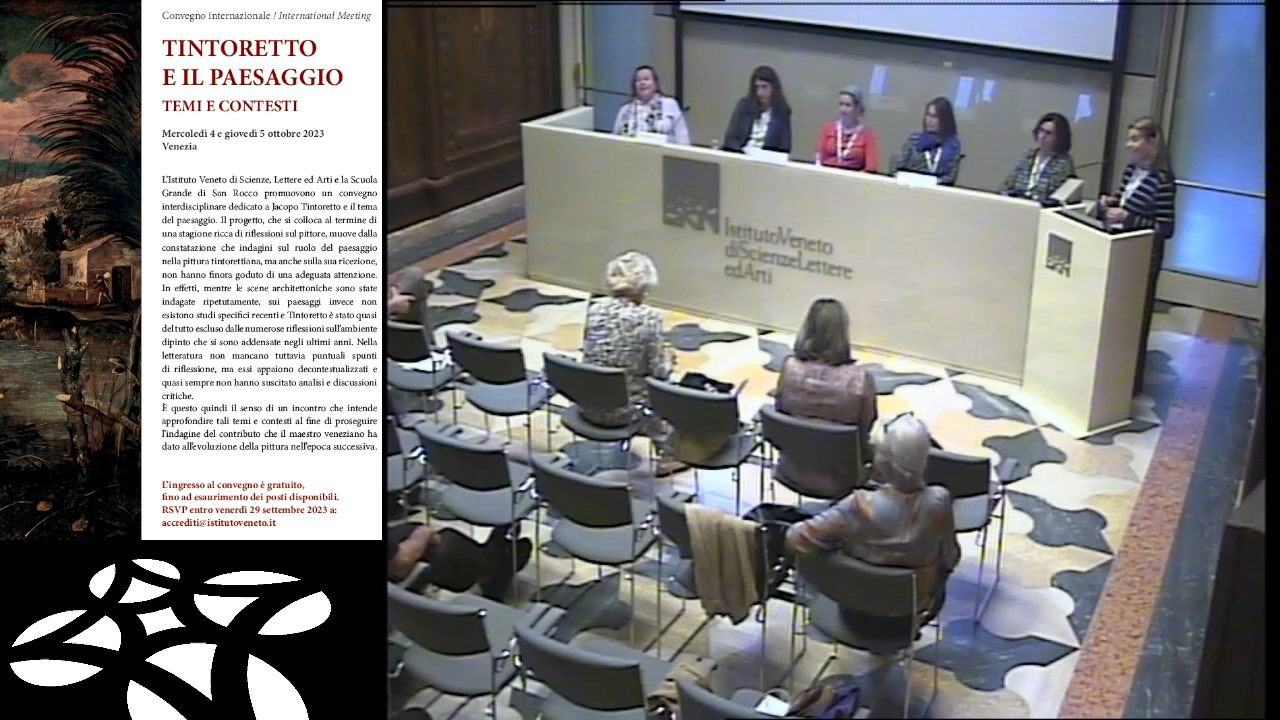 Convegno internazionale / International Meeting
TINTORETTO
E IL PAESAGGIO
TEMI E CONTESTI
Mercoledì 4 e giovedì 5 ottobre 2023
Venezia
L'Istituto Veneto di Scienze, Lettere ed Arti e la Scuola
Grande di San Rocco promuovono un convegno
interdisciplinare dedicato a Jacopo Tintoretto e il tema
del paesaggio. Il progetto, che si colloca al termine di
una stagione ricca di riflessioni sul pittore, muove dalla
constatazione che indagini sul ruolo del paesaggio
nella pittura tintorettiana, ma anche sulla sua ricezione,
non hanno finora goduto di una adeguata attenzione.
In effetti, mentre le scene architettoniche sono state
indagate ripetutamente, sui paesaggi invece non
esistono studi specifici recenti e Tintoretto è stato quasi
del tutto escluso dalle numerose riflessioni sull'ambiente
dipinto che si sono addensate negli ultimi anni. Nella
letteratura non mancano tuttavia puntuali spunti
di riflessione, ma essi appaiono decontestualizzati e
quasi sempre non hanno suscitato analisi e discussioni
critiche.
È questo quindi il senso di un incontro che intende
approfondire tali temi e contesti al fine di proseguire
l'indagine del contributo che il maestro veneziano ha
dato all'evoluzione della pittura nell'epoca successiva.
L'ingresso al convegno è gratuito,
fino ad esaurimento dei posti disponibili.
RSVP entro venerdì 29 settembre 2023 a:
accrediti@istitutoveneto.it
IstitutoVeneto
diScienzeLettere
edArti